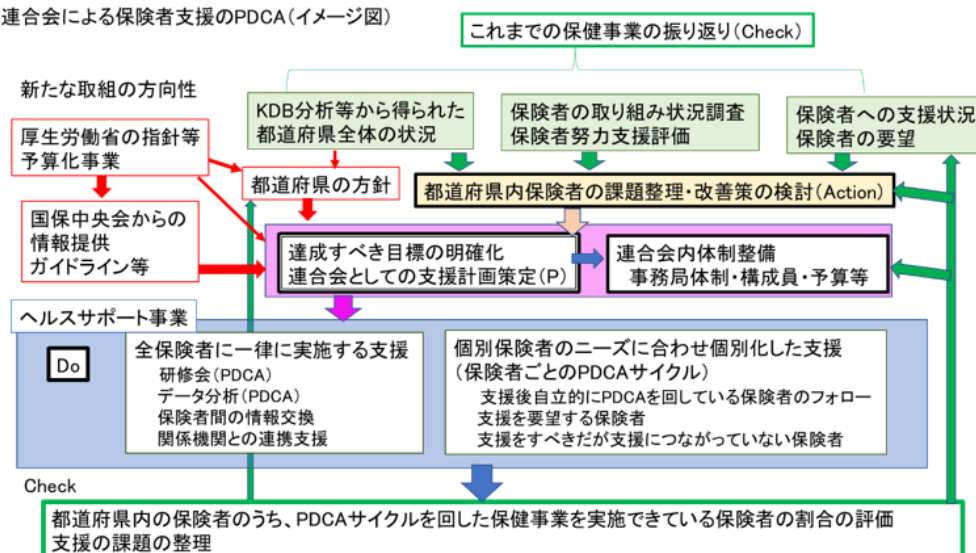 連合会による保険者支援のPDCA(イメージ図)
これまでの保健事業の振り返り(Check)
新たな取組の方向性
KDB分析等から得られた
都道府県全体の状況
保険者の取り組み状況調査
保険者努力支援評価
保険者への支援状況
保険者の要望
厚生労働省の指針等
予算化事業
都道府県の方針
都道府県内保険者の課題整理・改善策の検討(Action)
国保中央会からの
情報提供
ガイドライン等
達成すべき目標の明確化
連合会としての支援計画策定(P)
連合会内体制整備
事務局体制・構成員・予算等
ヘルスサポート事業
Do
全保険者に一律に実施する支援
研修会(PDCA)
データ分析(PDCA)
保険者間の情報交換
関係機関との連携支援
個別保険者のニーズに合わせ個別化した支援
(保険者ごとのPDCAサイクル)
支援後自立的にPDCAを回している保険者のフォロー
支援を要望する保険者
支援をすべきだが支援につながっていない保険者
Check
都道府県内の保険者のうち、PDCAサイクルを回した保健事業を実施できている保険者の割合の評価
支援の課題の整理